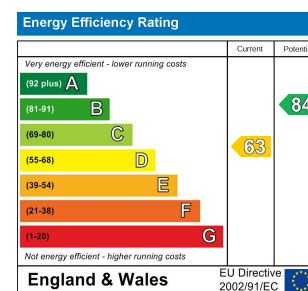 Energy Efficiency Rating
Current Potenti
Very energy efficient - lower running costs
(92 plus) A
(81-91) B
84
(69-80) C
63
(55-68) D
(39-54) E
(21-38) F
(1-20) G
Not energy efficient - higher running costs
England & Wales
EU Directive
2002/91/EC